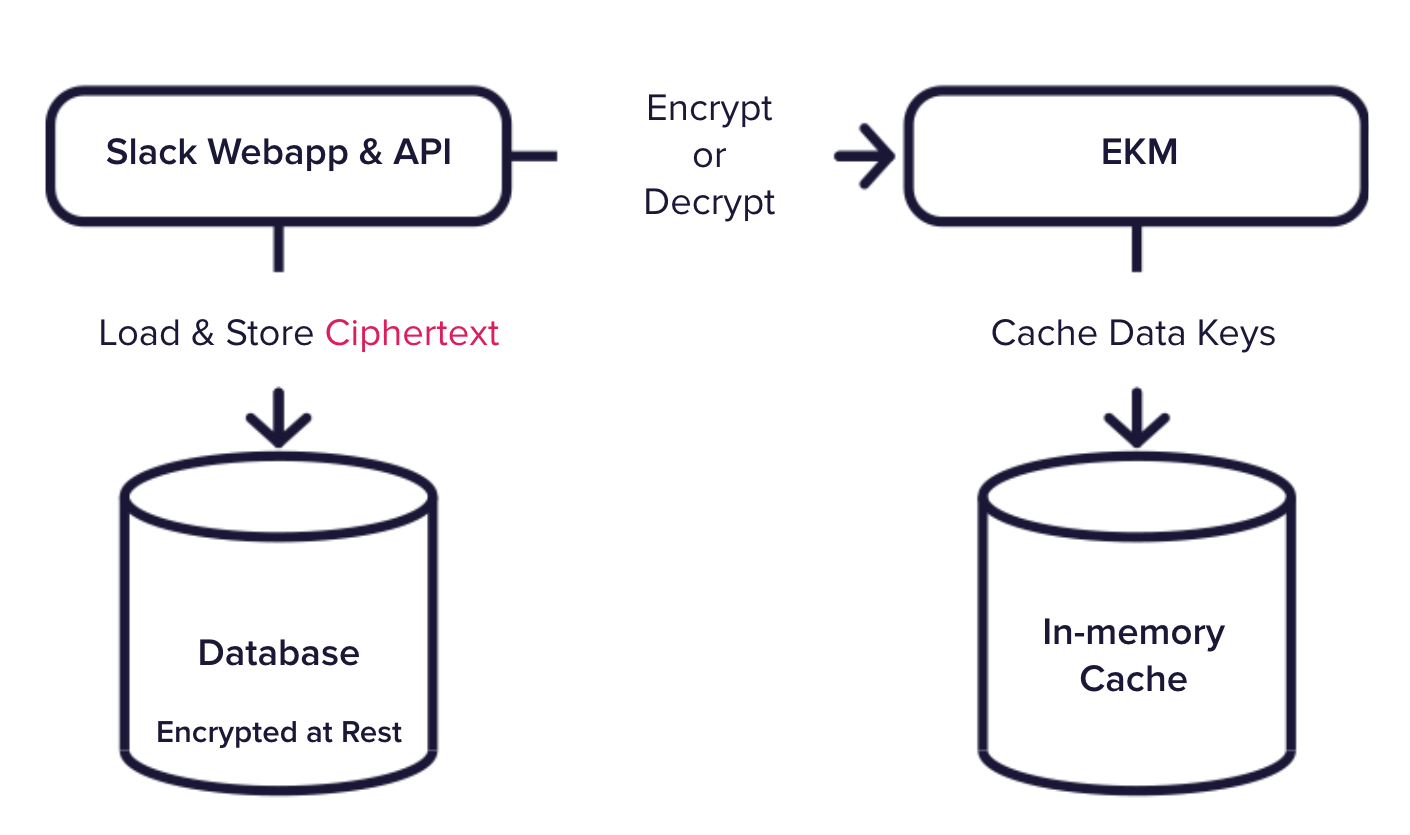 Slack Webapp & API
Encrypt
or
Decrypt
EKM
Load & Store Ciphertext
Cache Data Keys
Database
Encrypted at Rest
In-memory
Cache